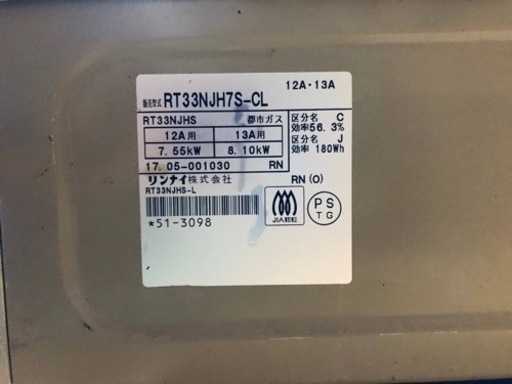 12A・13A
販売型式 RT33NJH7S-CL
RT33NJHS 都市ガス
12A用 13A用
7.55kW 8.10kW
区分名 C
効率56.3%
区分名 J
効率 180Wh
17.05-001030 RN
リンナイ株式会社
RN(O)
RT33NJHS-L
*51-3098
JIA認証
PS
TG